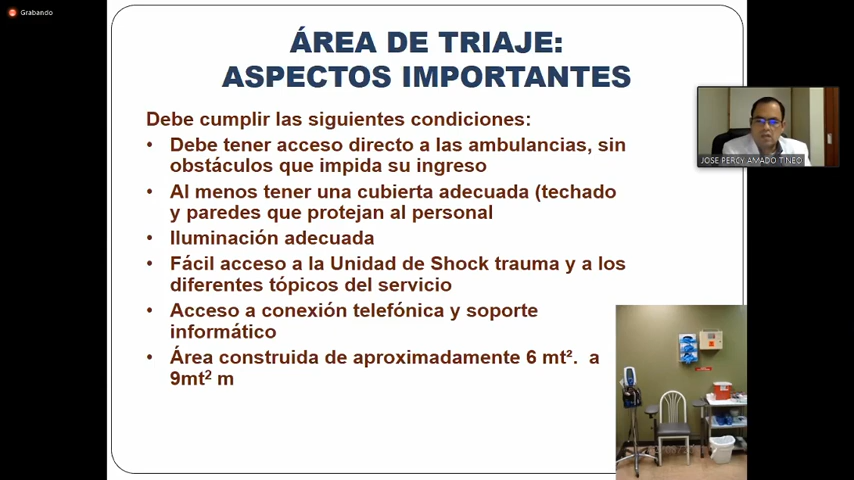 Grabando
ÁREA DE TRIAJE:
ASPECTOS IMPORTANTES
Debe cumplir las siguientes condiciones:
• Debe tener acceso directo a las ambulancias, sin
obstáculos que impida su ingreso
• Al menos tener una cubierta adecuada (techado
y paredes que protejan al personal
• Iluminación adecuada
• Fácil acceso a la Unidad de Shock trauma y a los
diferentes tópicos del servicio
• Acceso a conexión telefónica y soporte
informático
• Área construida de aproximadamente 6 mt². a
9mt² m
JOSE PERCY AMADO TINEO